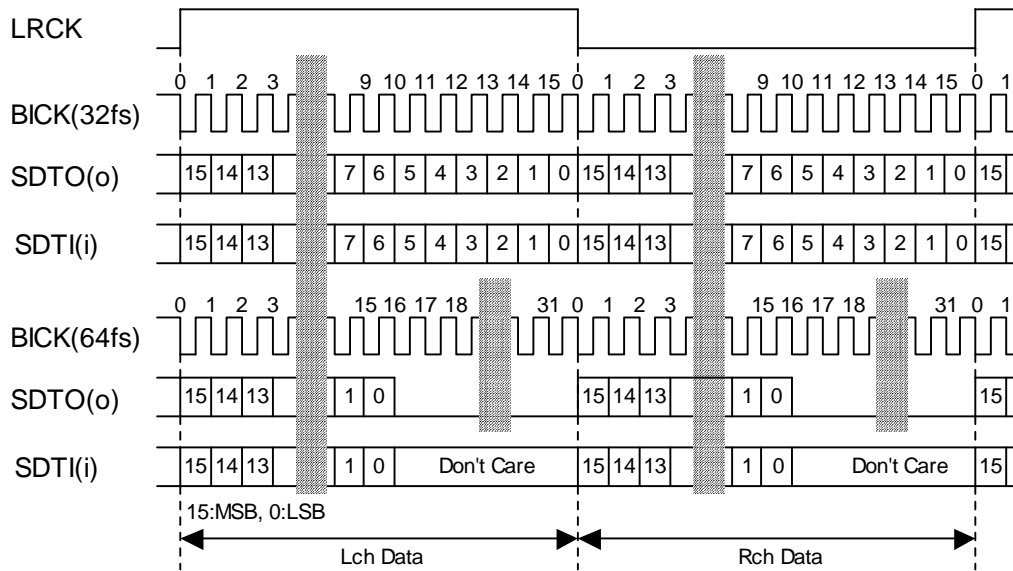 LRCK
0 1 2 3 9 10 11 12 13 14 15 0 1 2 3 9 10 11 12 13 14 15 0 1
BICK(32fs)
SDTO(o) 15 14 13 7 6 5 4 3 2 1 0 15 14 13 7 6 5 4 3 2 1 0 15
SDTI(i) 15 14 13 7 6 5 4 3 2 1 0 15 14 13 7 6 5 4 3 2 1 0 15
0 1 2 3 15 16 17 18 31 0 1 2 3 15 16 17 18 31 0 1
BICK(64fs)
SDTO(o) 15 14 13 1 0 15 14 13 1 0 15
SDTI(i) 15 14 13 1 0 Don't Care 15 14 13 1 0 Don't Care 15
15:MSB, 0:LSB
Lch Data Rch Data